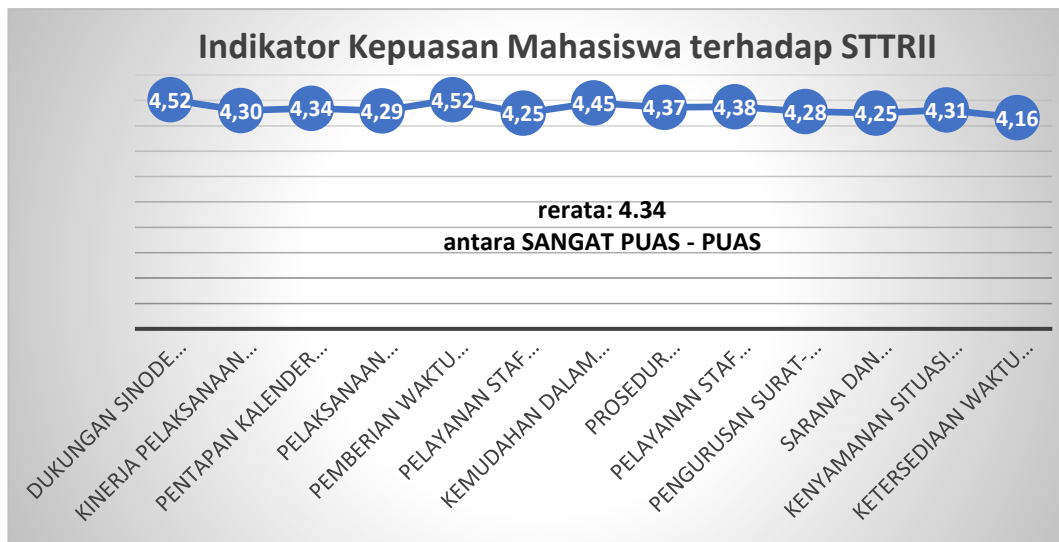 Indikator Kepuasan Mahasiswa terhadap STTRII
4,52
4,30
4,34
4,29
4,52
4,25
4,45
4,37
4,38
4,28
4,25
4,31
4,16
rerata: 4.34
antara SANGAT PUAS - PUAS
DUKUNGAN SINODE...
KINERJA PELAKSANAAN...
PENTAPAN KALENDER...
PELAKSANAAN...
PEMBERIAN WAKTU...
PELAYANAN STAF...
KEMUDAHAN DALAM...
PROSEDUR...
PELAYANAN STAF...
PENGURUSAN SURAT-...
SARANA DAN...
KENYAMANAN SITUASI...
KETERSEDIAAN WAKTU...